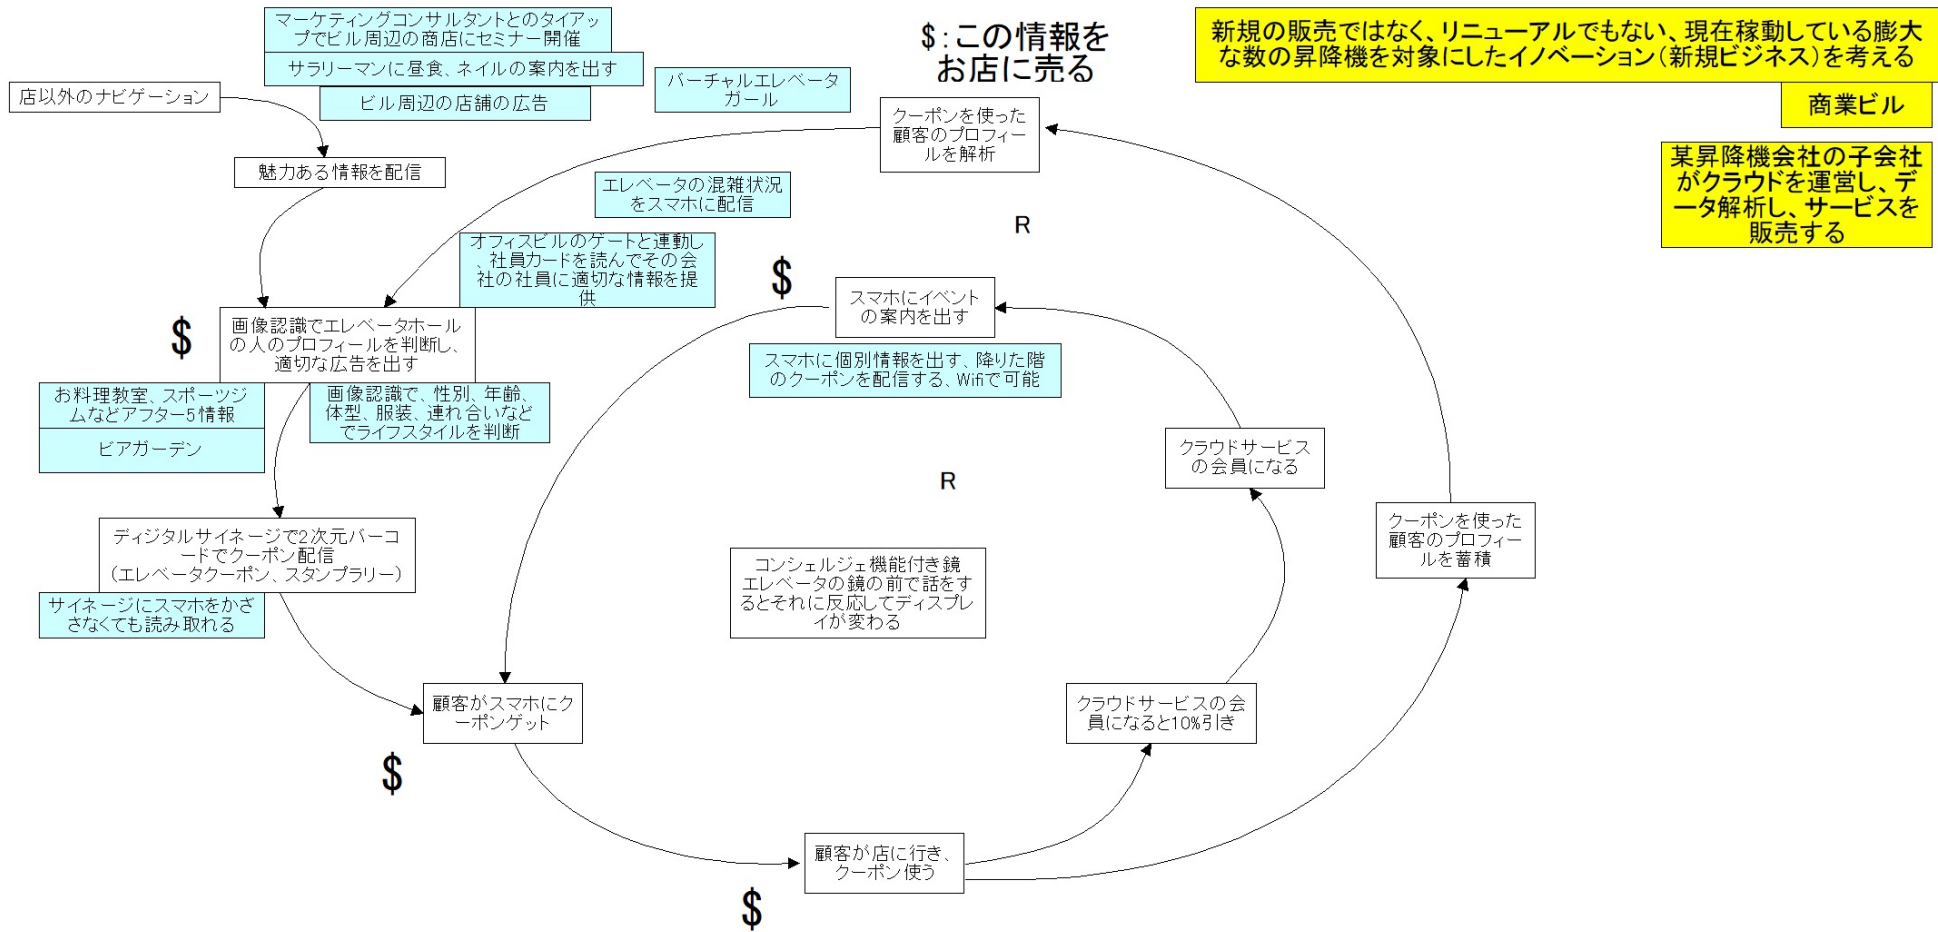 マーケティングコンサルタントとのタイアッ
プでビル周辺の商店にセミナー開催
サラリーマンに昼食、ネイルの案内を出す
ビル周辺の店舗の広告
店以外のナビゲーション
魅力ある情報を配信
バーチャルエレベータ
ガール
$:この情報を
お店に売る
新規の販売ではなく、リニューアルでもない、現在稼動している膨大
な数の昇降機を対象にしたイノベーション(新規ビジネス)を考える
商業ビル
某昇降機会社の子会社
がクラウドを運営し、デ
ータ解析し、サービスを
販売する
クーポンを使った
顧客のプロフィー
ルを解析
エレベータの混雑状況
をスマホに配信
R
オフィスビルのゲートと連動し
、社員カードを読んでその会
社の社員に適切な情報を提
供
$
スマホにイベント
の案内を出す
スマホに個別情報を出す、降りた階
のクーポンを配信する、Wifiで可能
$
画像認識でエレベータホール
の人のプロフィールを判断し、
適切な広告を出す
お料理教室、スポーツジ
ムなどアフター5情報
ビアガーデン
画像認識で、性別、年齢、
体型、服装、連れ合いなど
でライフスタイルを判断
クラウドサービス
の会員になる
R
クーポンを使った
顧客のプロフィー
ルを蓄積
ディジタルサイネージで2次元バーコ
ードでクーポン配信
(エレベータクーポン、スタンプラリー)
サイネージにスマホをかざ
さなくても読み取れる
コンシェルジェ機能付き鏡
エレベータの鏡の前で話をす
るとそれに反応してディスプレ
イが変わる
顧客がスマホにク
ーポンゲット
$
クラウドサービスの会
員になると10%引き
顧客が店に行き、
クーポン使う
$